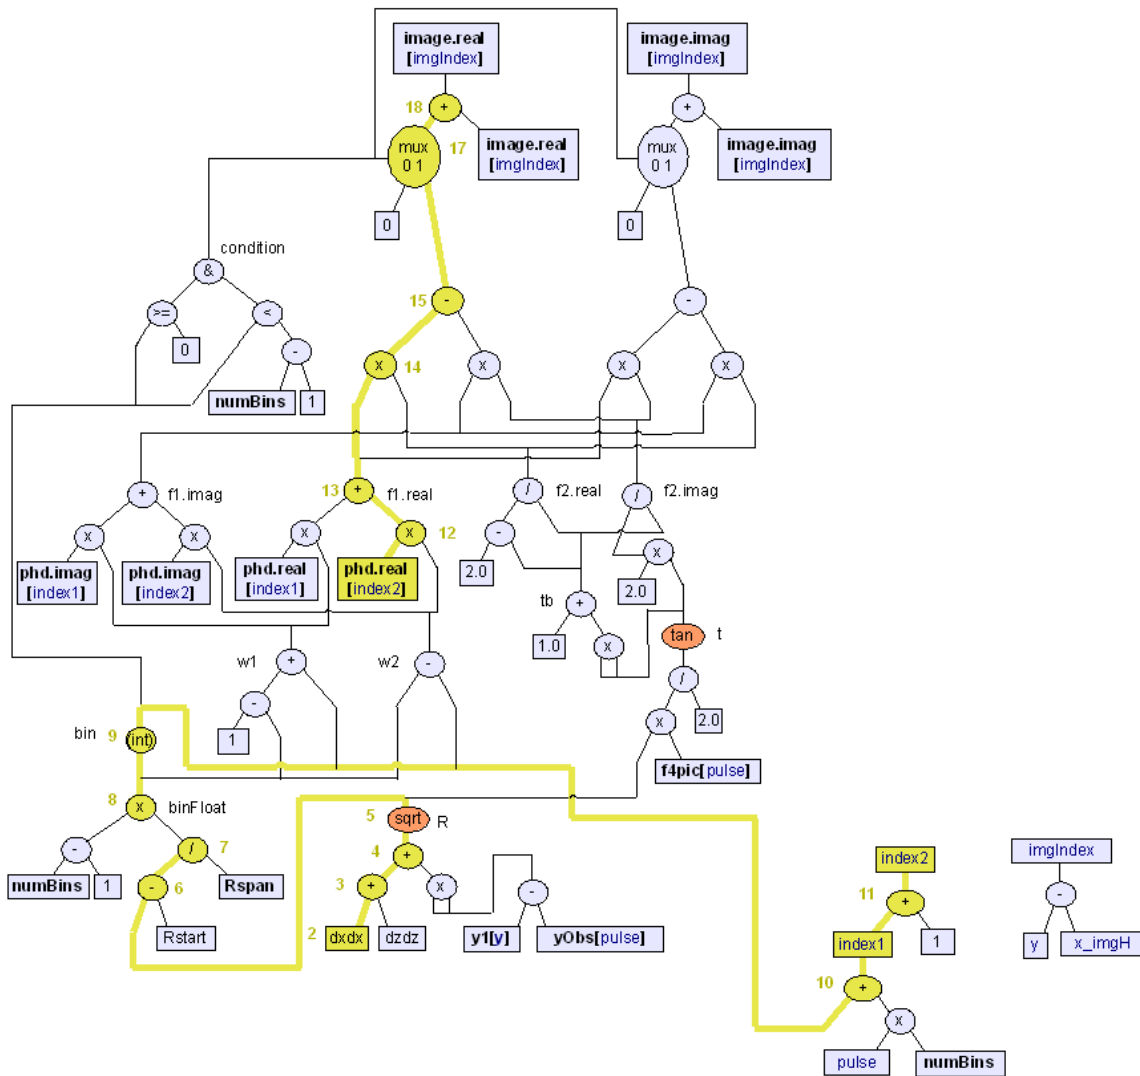 image.real
[imgIndex]
image.imag
[imgIndex]
18
+
+
mux
0 1
17
image.real
[imgIndex]
mux
0 1
image.imag
[imgIndex]
0
0
condition
&
15
-
-
>=
<
0
-
x
14
x
x
x
numBins
1
13
+
f1.imag
+
f1.real
/
f2.real
/
f2.imag
x
x
x
x
12
-
x
phd.imag
[index1]
phd.imag
[index2]
phd.real
[index1]
phd.real
[index2]
2.0
2.0
tb
+
1.0
x
tan
t
w1
+
w2
-
/
-
1
x
2.0
bin
9
(int)
f4pic[pulse]
8
x
binFloat
5
sqrt
R
-
/
7
4
+
numBins
1
-
6
Rspan
3
+
x
-
Rstart
2
dxdx
dzdz
y1[y]
yObs[pulse]
index2
imgIndex
11
+
-
index1
1
y
x_imgH
10
+
x
pulse
numBins